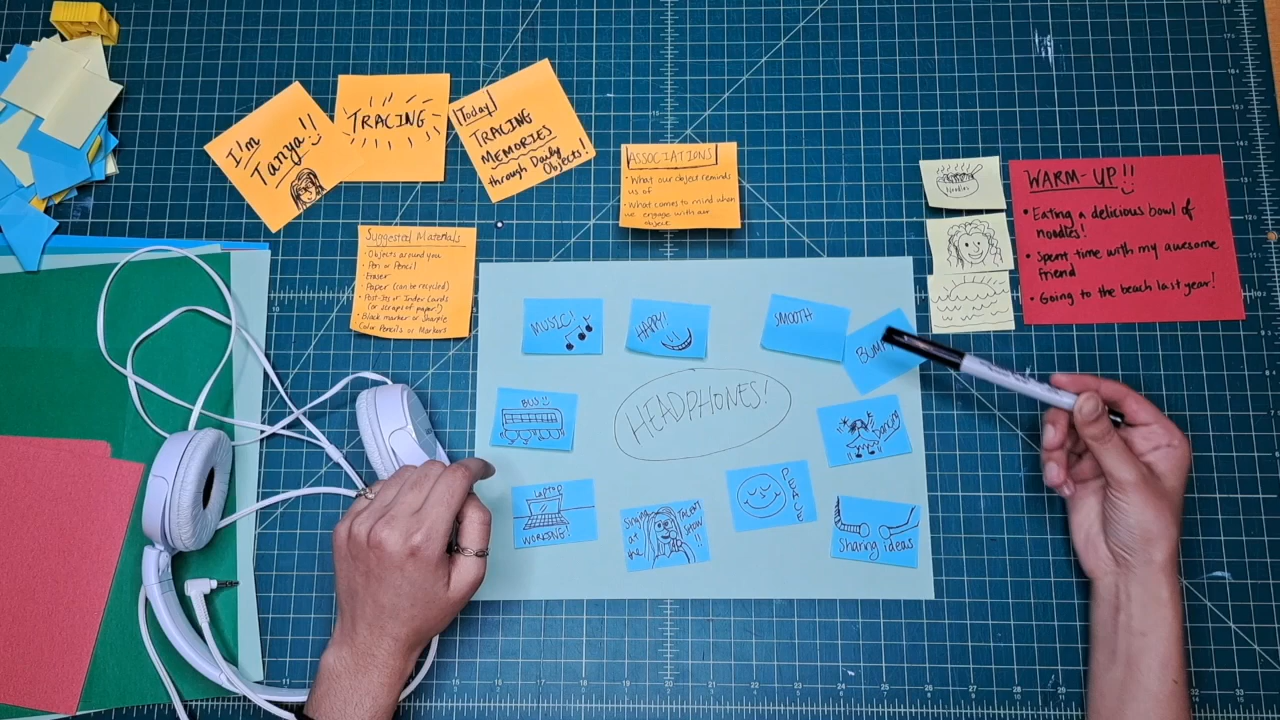 I'm
Tanya!!
TRACING
Today
TRACING
MEMORIES
through Daily
Objects!
ASSOCIATIONS
• What our object reminds
us of
• What comes to mind when
we engage with our
object
Suggested Materials
• Objects around you
• Pen or Pencil
• Eraser
• Paper (can be recycled)
• Post-Its or Index Cards
(or scraps of paper!)
• Black marker or Sharpie
Color Pencils or Markers
Noodles
WARM-UP!!
• Eating a delicious bowl of
noodles!
• Spent time with my awesome
friend
• Going to the beach last year!
MUSIC!
HAPPY!
SMOOTH
HEADPHONES!
BUS
Dancing
LAPTOP
WORKING!
Singing
at
the
TALENT
SHOW
!!
PEACE
Sharing ideas